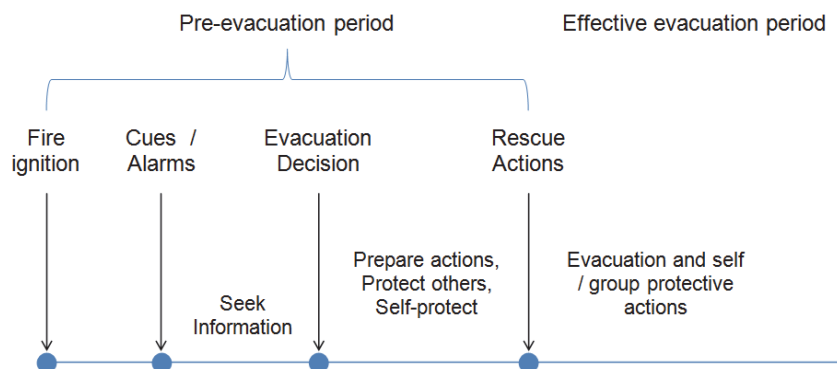 Pre-evacuation period
Effective evacuation period
Fire
ignition
Cues /
Alarms
Evacuation
Decision
Rescue
Actions
Seek
Information
Prepare actions,
Protect others,
Self-protect
Evacuation and self
/ group protective
actions